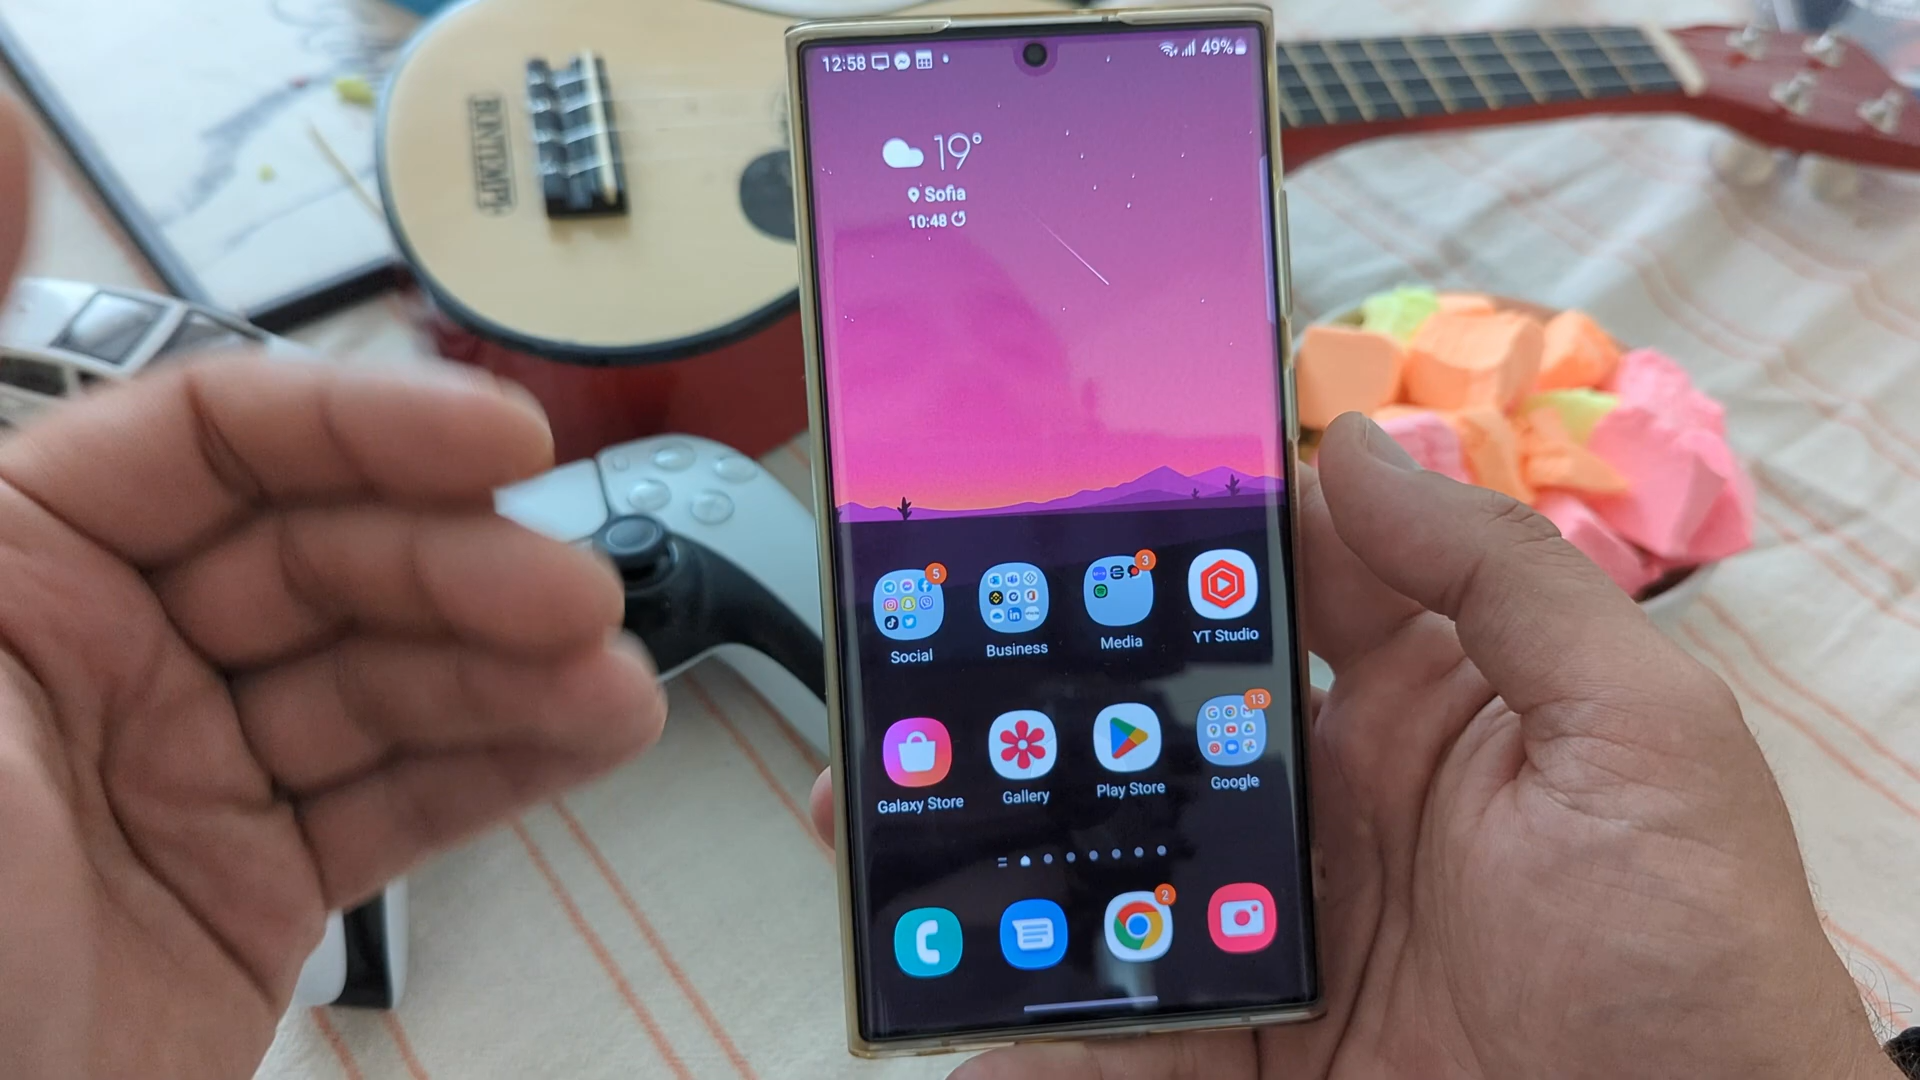 12:58
49%
19°
Sofia
10:48
5
3
Social
Business
Media
YT Studio
13
Galaxy Store
Gallery
Play Store
Google
2
BONTEMPI